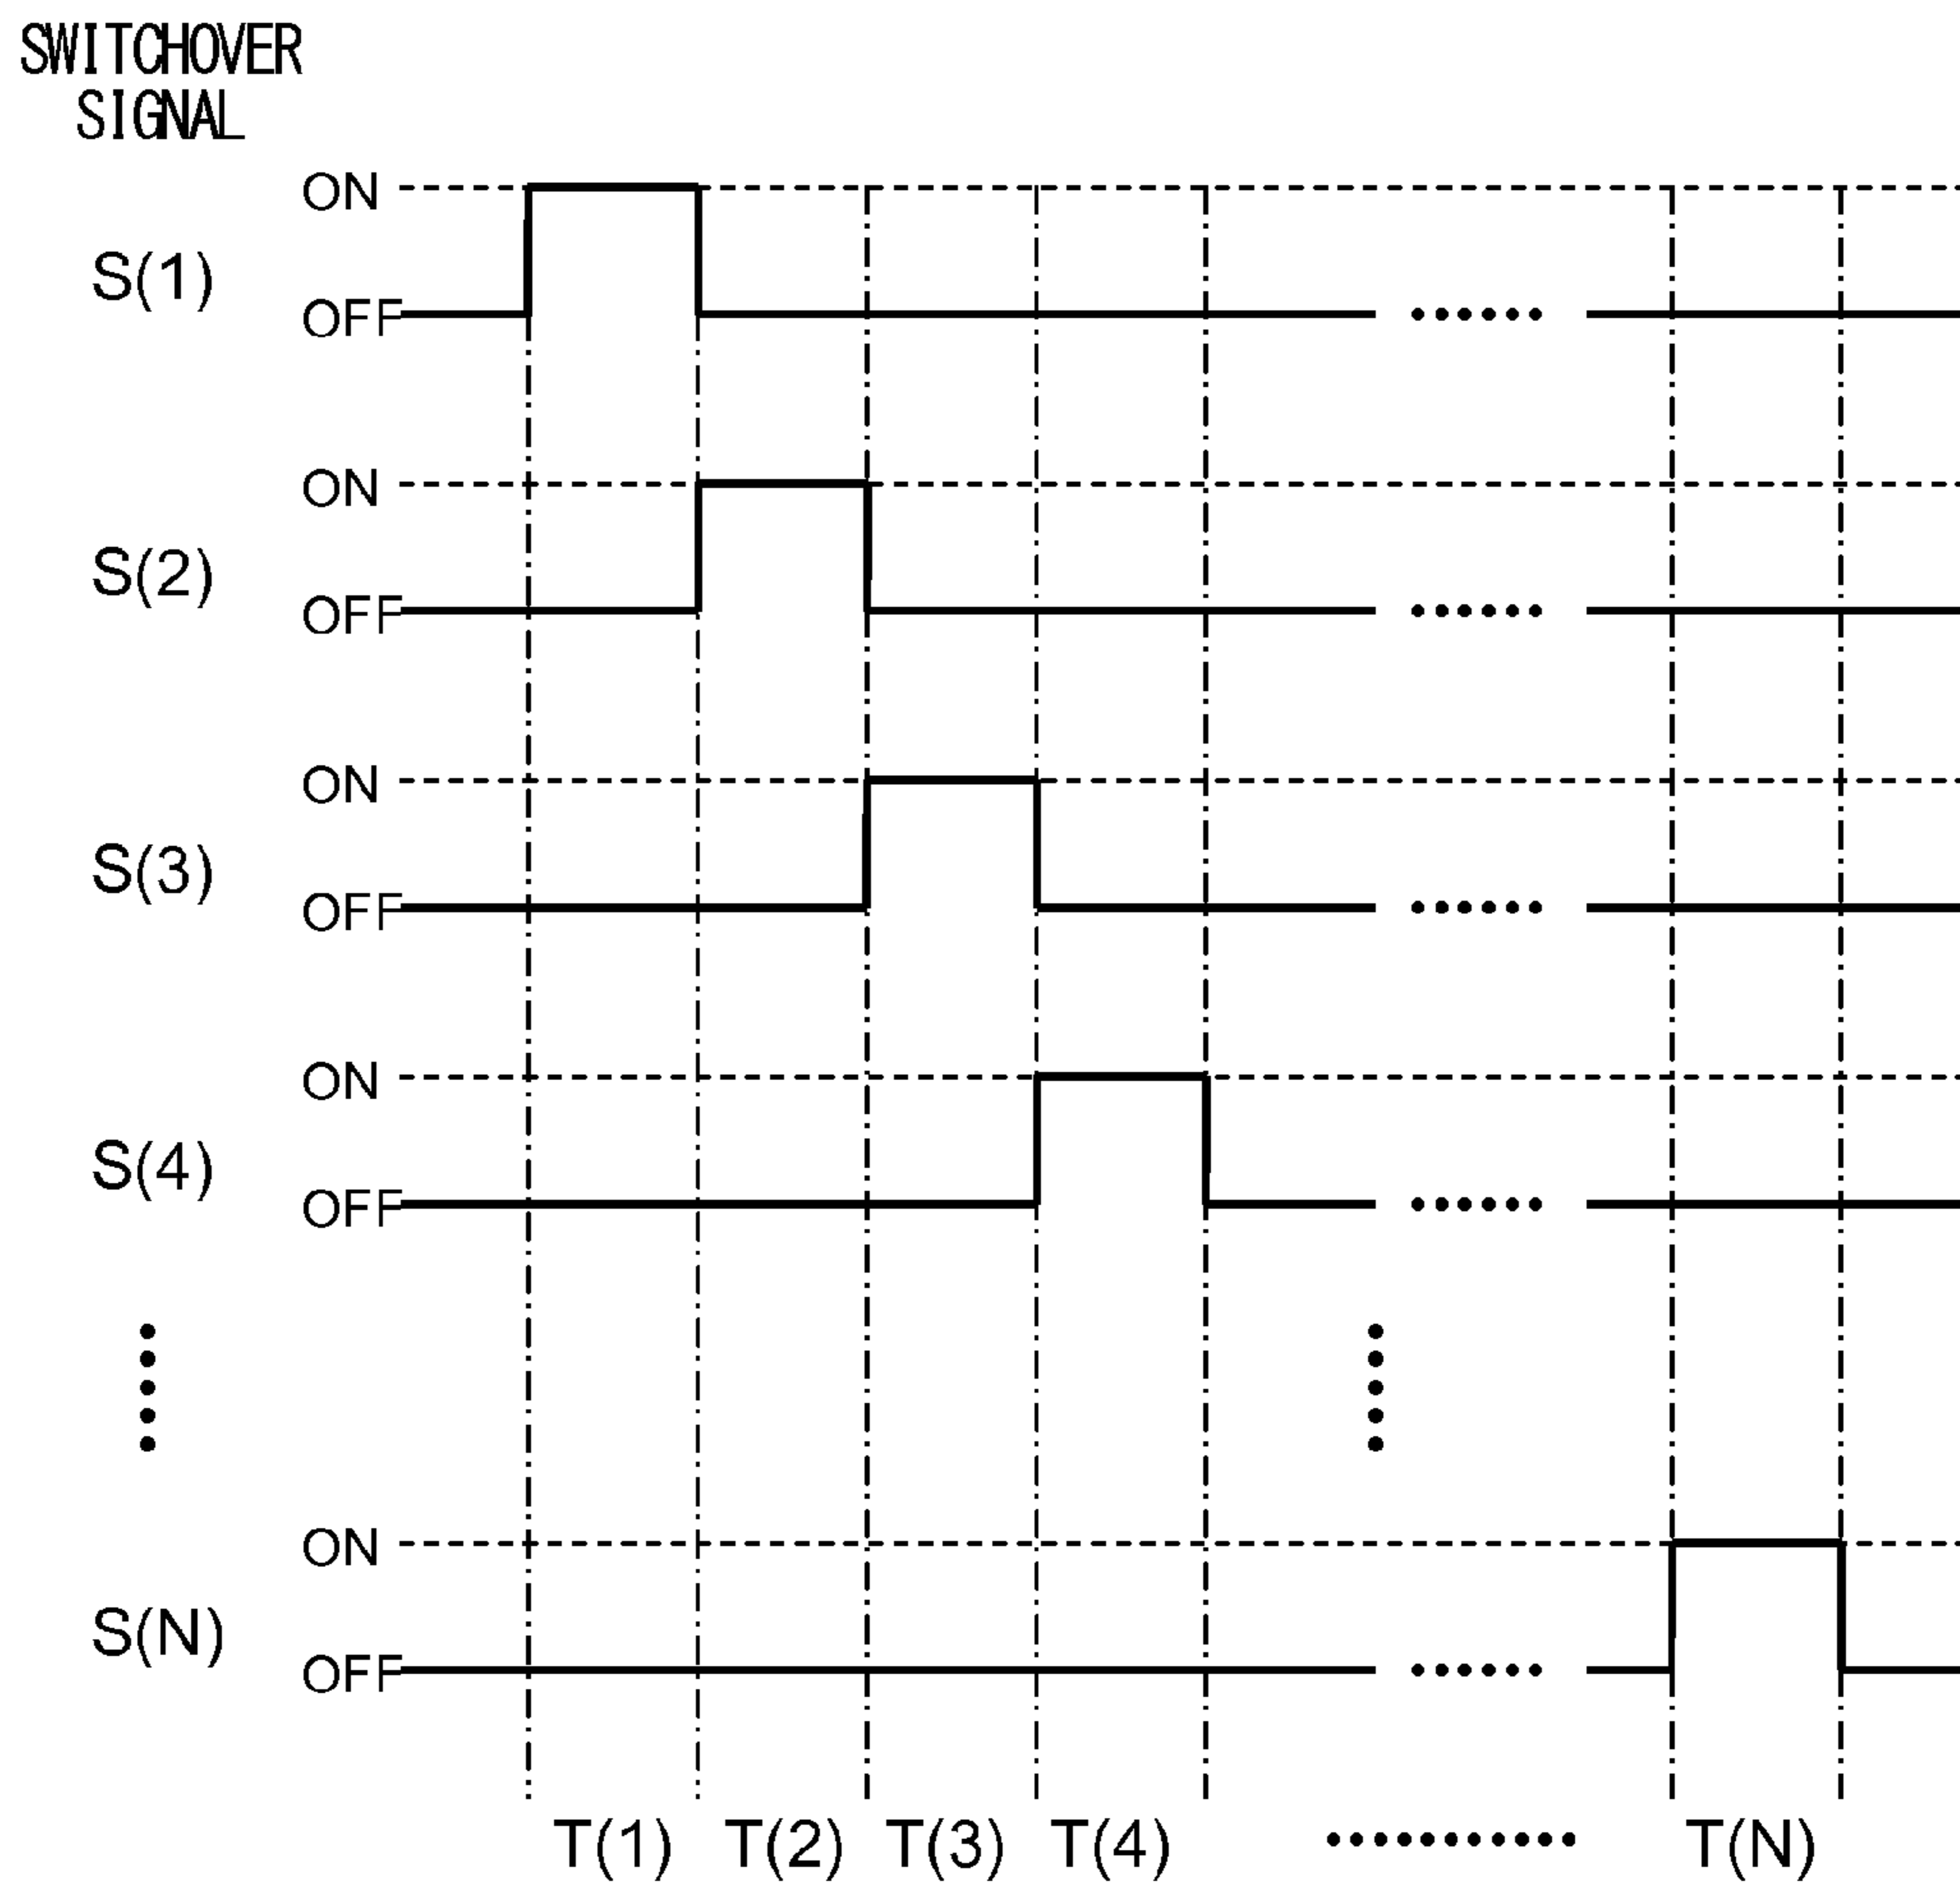 SWITCHOVER
SIGNAL
ON
S(1)
OFF
ON
S(2)
OFF
ON
S(3)
OFF
ON
S(4)
OFF
ON
S(N)
OFF
T(1) T(2) T(3) T(4) ........... T(N)